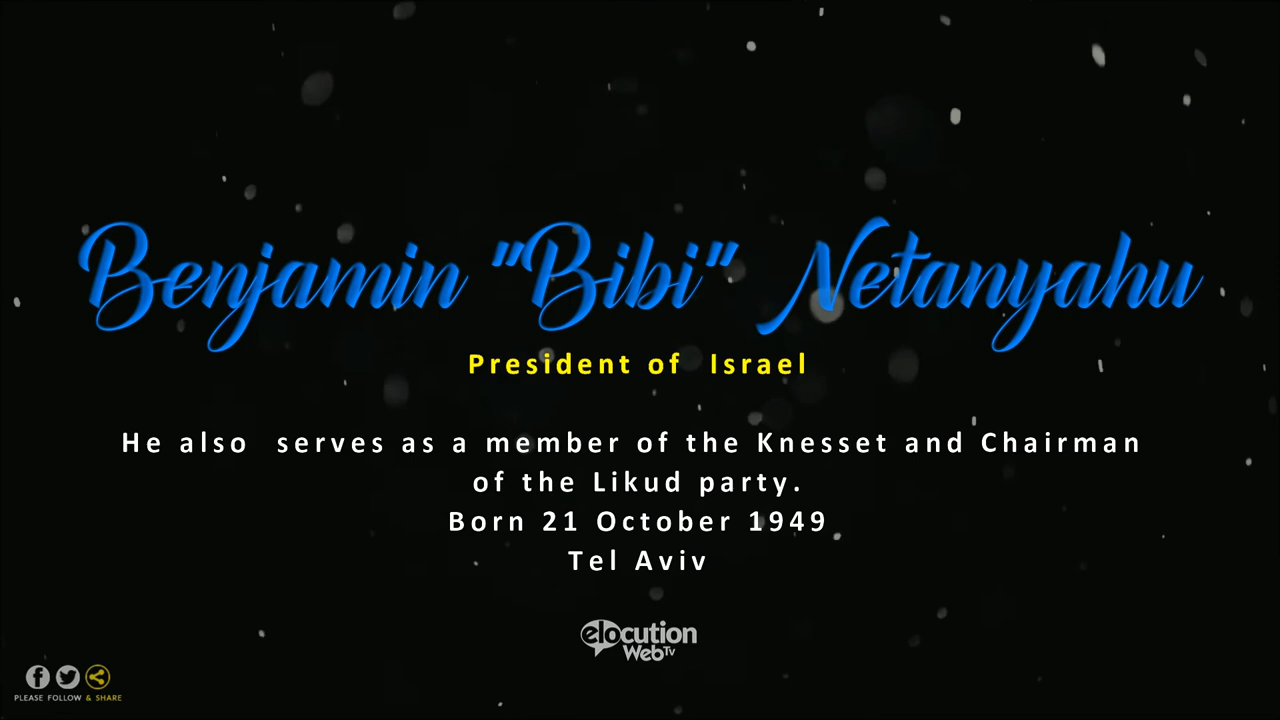 Benjamin "Bibi" Netanyahu
President of Israel
He also serves as a member of the Knesset and Chairman
of the Likud party.
Born 21 October 1949
Tel Aviv
elocution
WebTv
PLEASE FOLLOW & SHARE